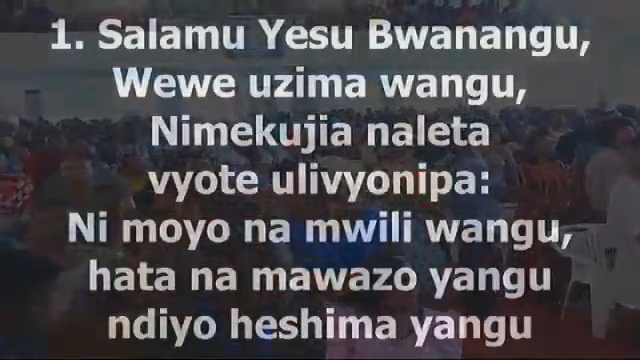 1. Salamu Yesu Bwanangu,
Wewe uzima wangu,
Nimekujia naleta
vyote ulivyonipa:
Ni moyo na mwili wangu,
hata na mawazo yangu
ndiyo heshima yangu